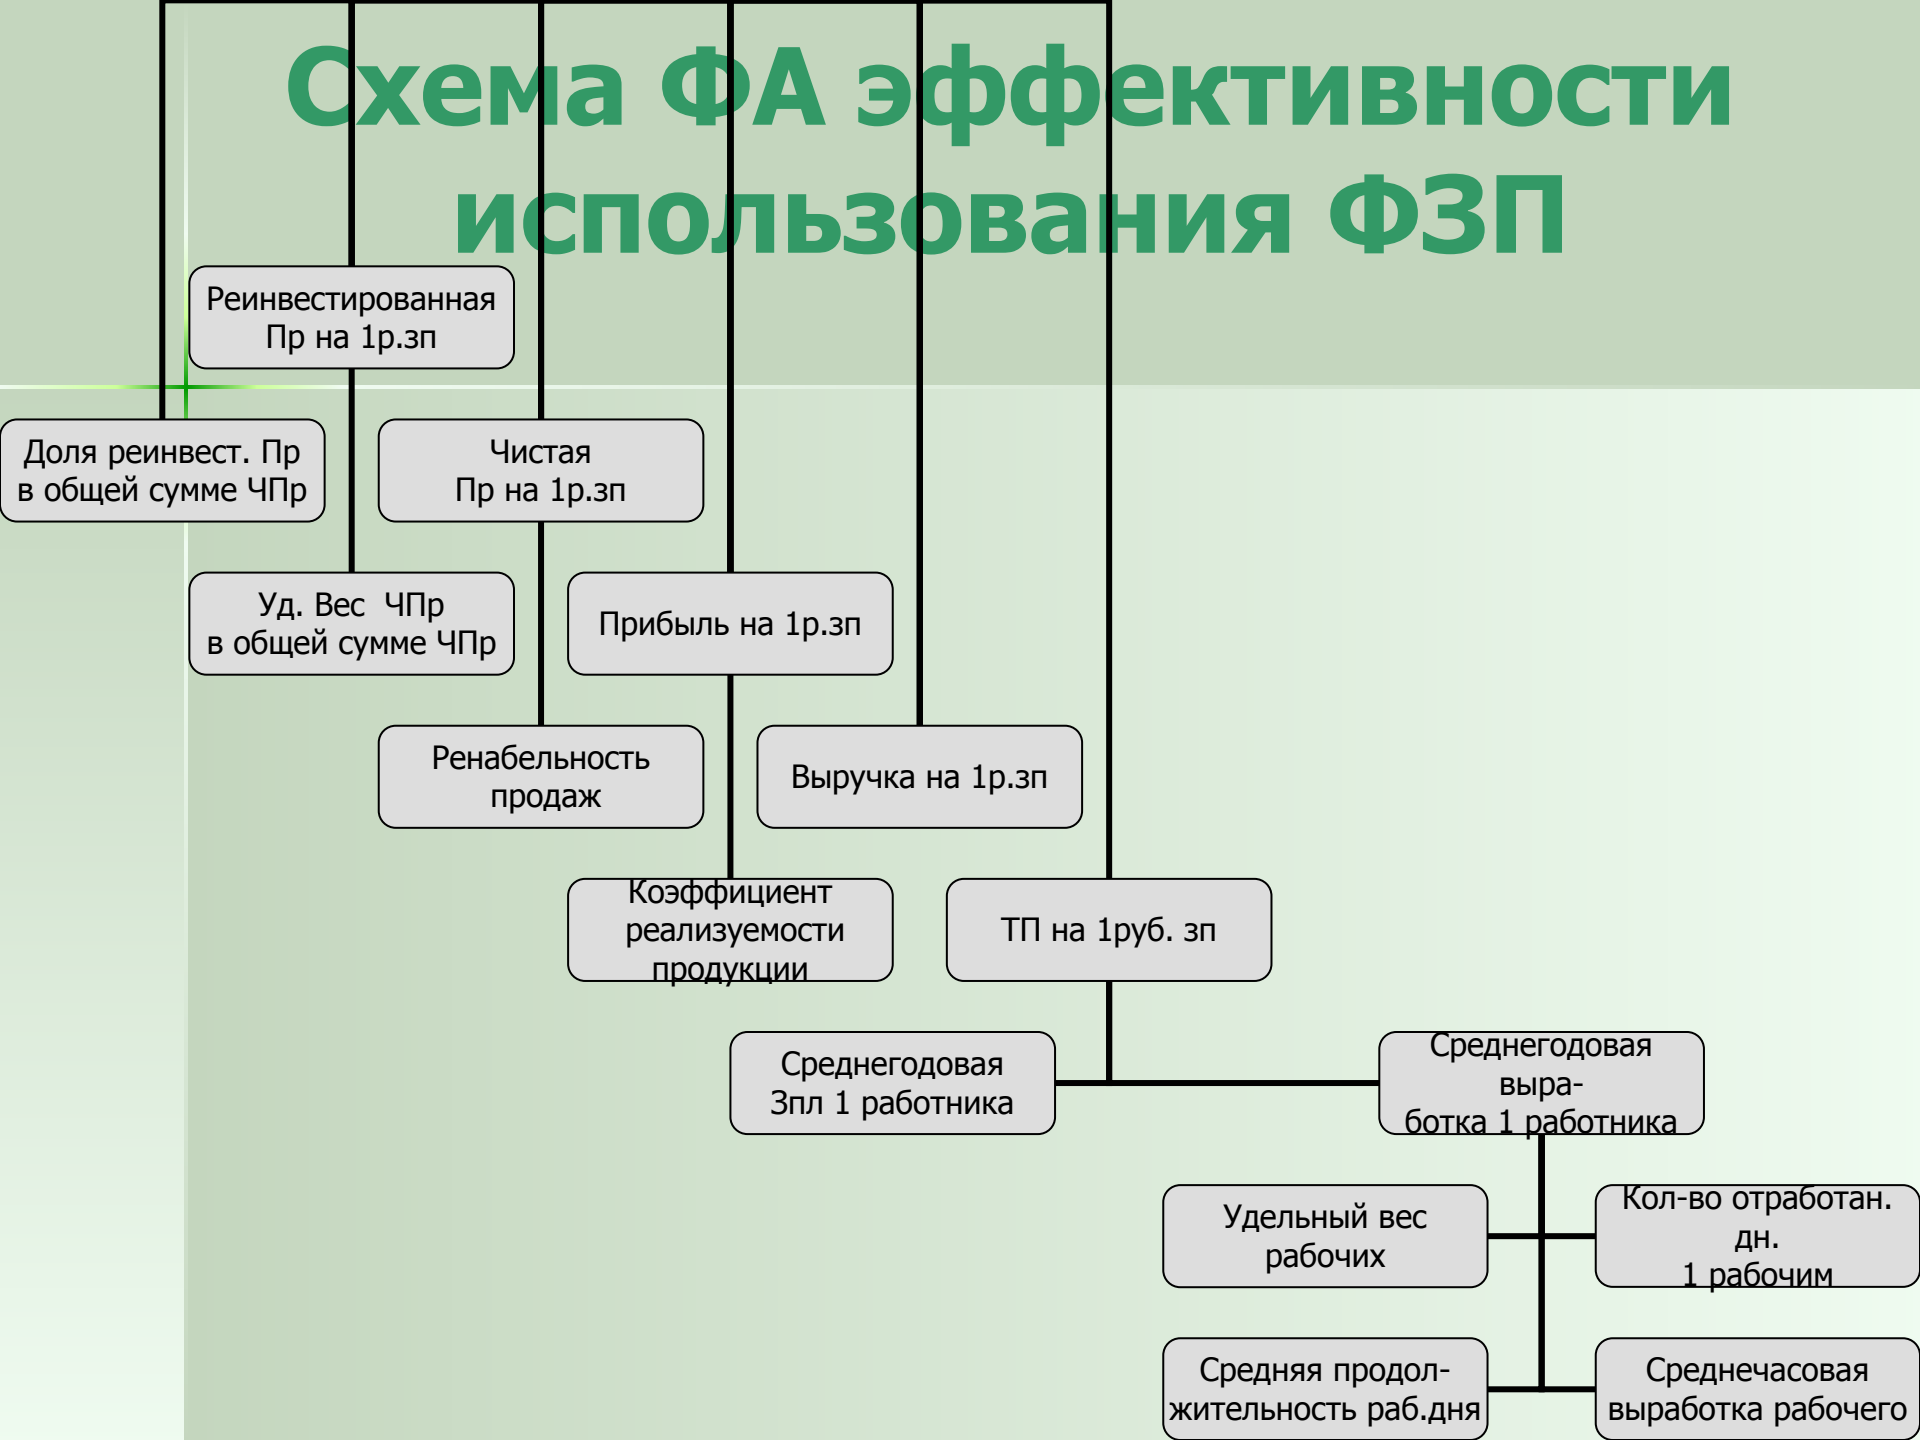 Схема ФА эффективности
использования ФЗП
Реинвестированная
Пр на 1р.зп
Доля реинвест. Пр
в общей сумме ЧПр
Чистая
Пр на 1р.зп
Уд. Вес ЧПр
в общей сумме ЧПр
Прибыль на 1р.зп
Ренабельность
продаж
Выручка на 1р.зп
Коэффициент
реализуемости
продукции
ТП на 1руб. зп
Среднегодовая
Зпл 1 работника
Среднегодовая
выра-
ботка 1 работника
Удельный вес
рабочих
Кол-во отработан.
дн.
1 рабочим
Средняя продол-
жительность раб.дня
Среднечасовая
выработка рабочего